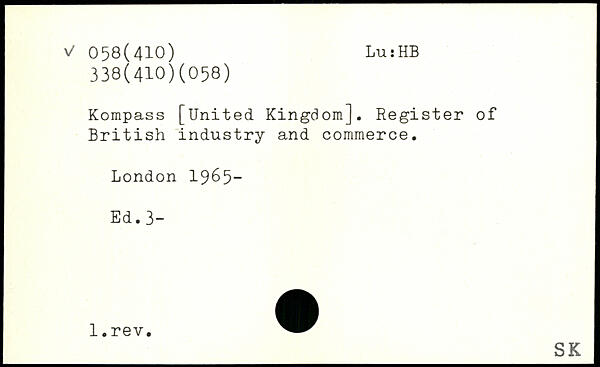 ✓ 058(410) Lu:HB
338(410)(058)
Kompass [United Kingdom]. Register of
British industry and commerce.
London 1965-
Ed.3-
1.rev.
SK